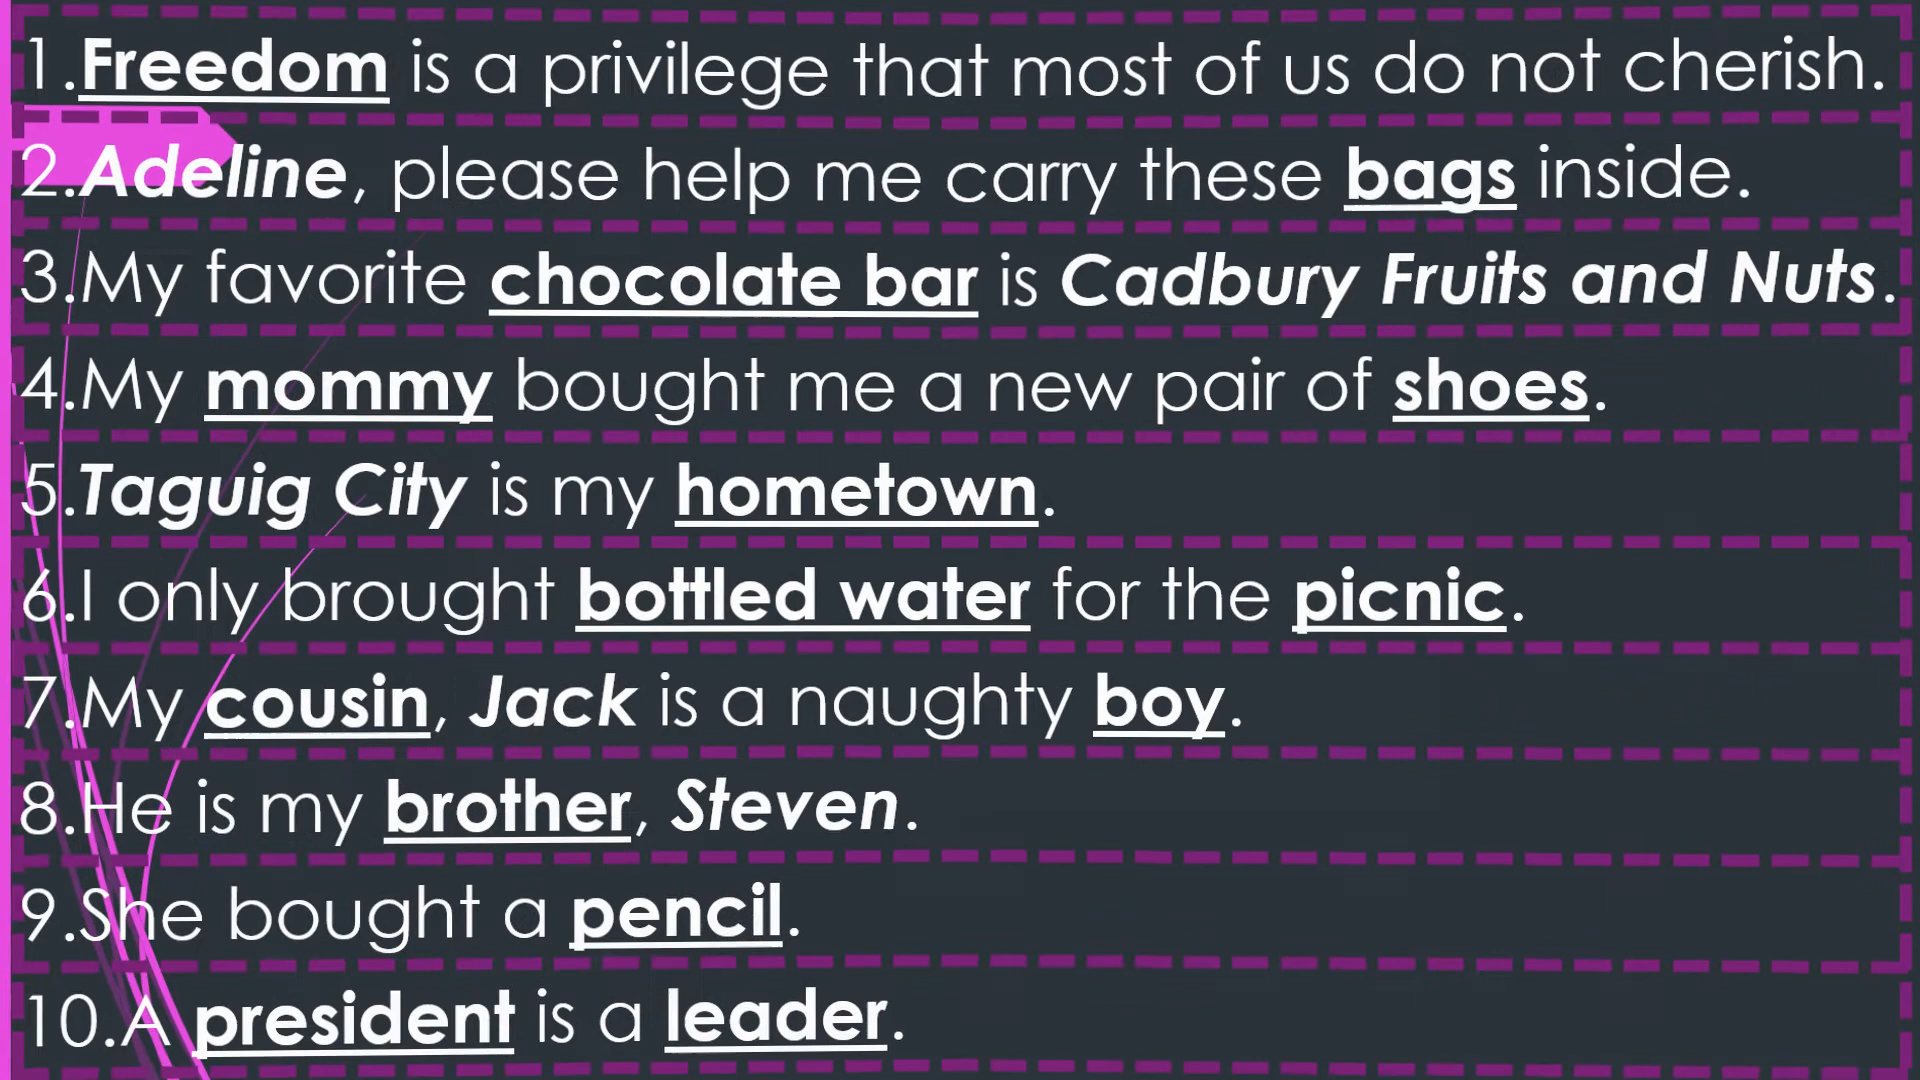 1.Freedom is a privilege that most of us do not cherish.
2.Adeline, please help me carry these bags inside.
3.My favorite chocolate bar is Cadbury Fruits and Nuts.
4.My mommy bought me a new pair of shoes.
5.Taguig City is my hometown.
6.I only brought bottled water for the picnic.
7.My cousin, Jack is a naughty boy.
8.He is my brother, Steven.
9.She bought a pencil.
10.A president is a leader.